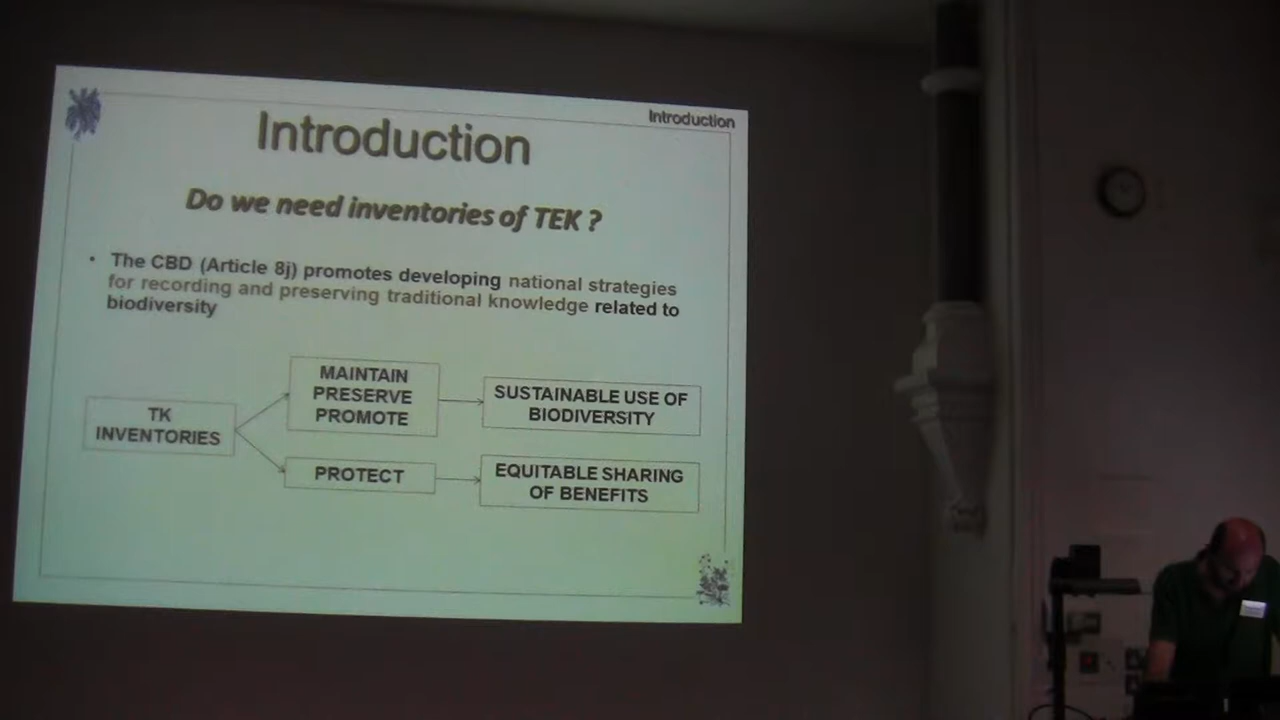 Introduction
Introduction
Do we need inventories of TEK ?
• The CBD (Article 8j) promotes developing national strategies
for recording and preserving traditional knowledge related to
biodiversity
MAINTAIN
PRESERVE
PROMOTE
SUSTAINABLE USE OF
BIODIVERSITY
TK
INVENTORIES
PROTECT
EQUITABLE SHARING
OF BENEFITS